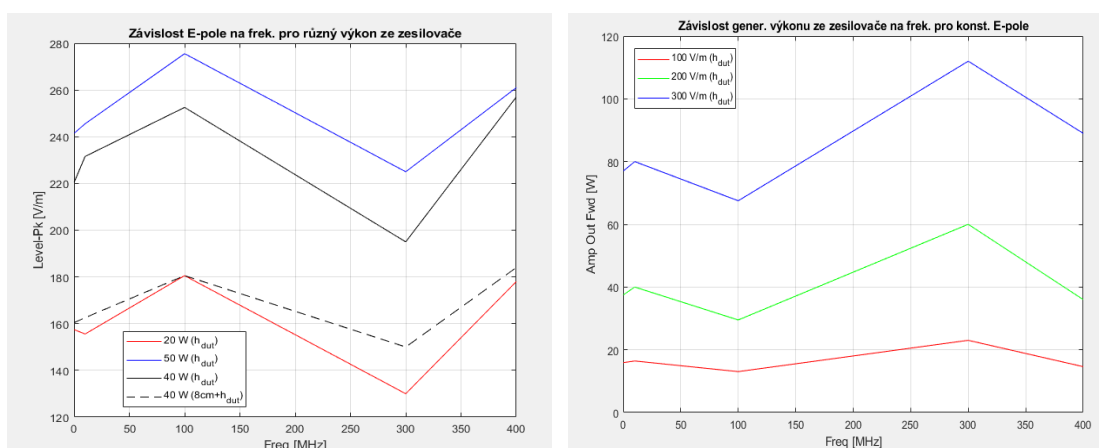 Závislost E-pole na frek. pro různý výkon ze zesilovače
280
260
240
220
200
180
160
140
120
Level-Pk [V/m]
20 W (h_dut)
50 W (h_dut)
40 W (h_dut)
40 W (8cm+h_dut)
0 50 100 150 200 250 300 350 400
Freq [MHz]
Závislost gener. výkonu ze zesilovače na frek. pro konst. E-pole
120
100
80
60
40
20
0
Amp Out Fwd [W]
100 V/m (h_dut)
200 V/m (h_dut)
300 V/m (h_dut)
0 50 100 150 200 250 300 350 400
Freq [MHz]